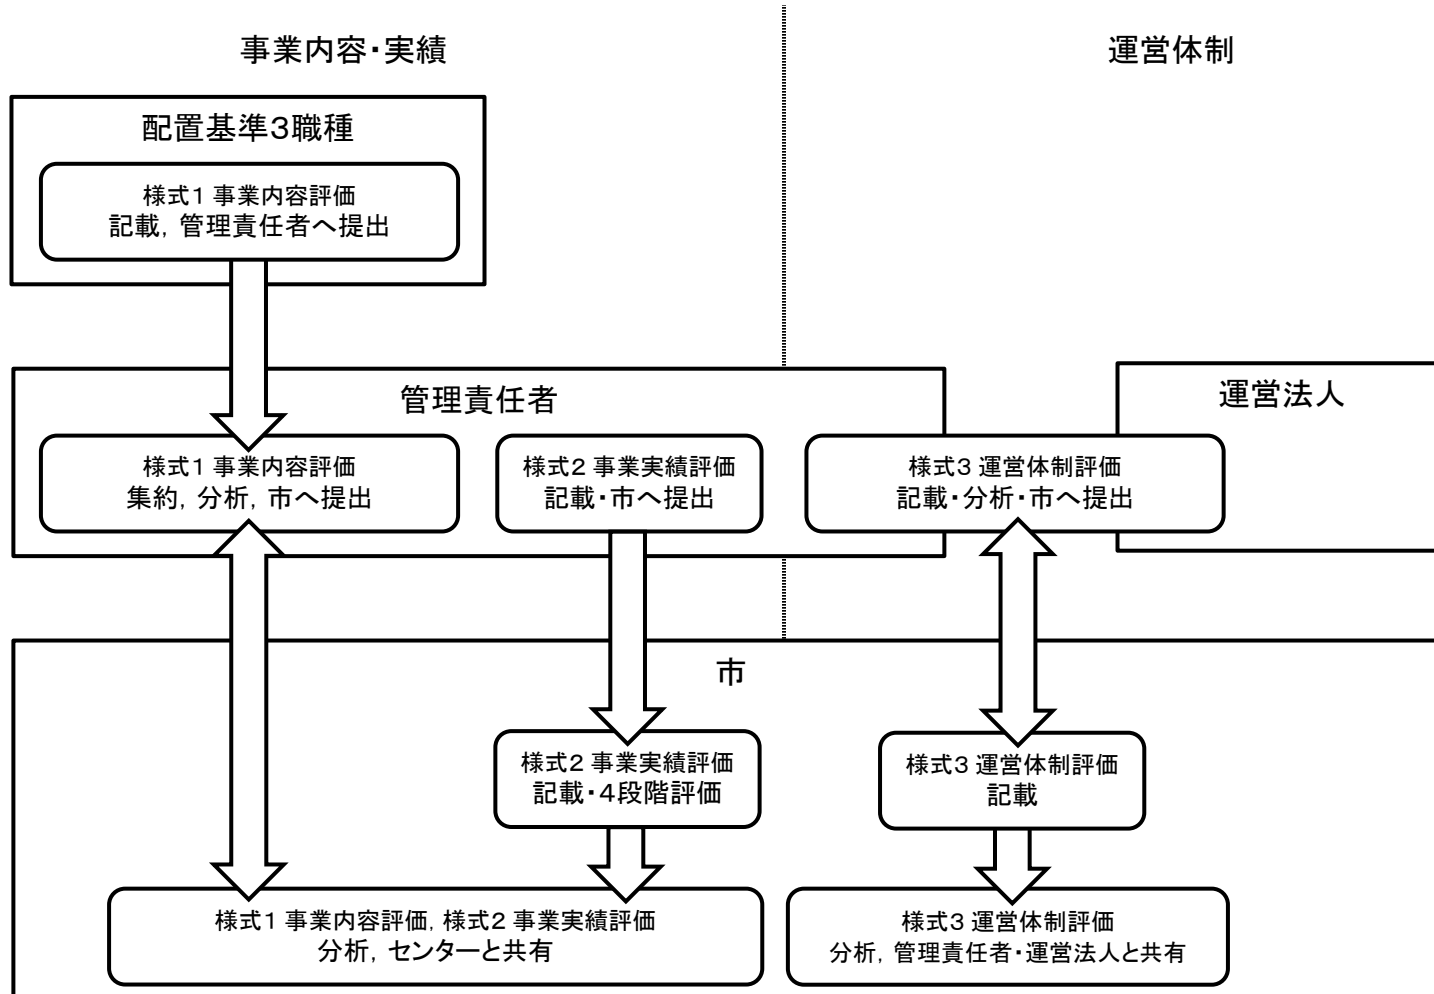 事業内容・実績
運営体制
配置基準3職種
様式1 事業内容評価
記載, 管理責任者へ提出
管理責任者
運営法人
様式1 事業内容評価
集約, 分析, 市へ提出
様式2 事業実績評価
記載・市へ提出
様式3 運営体制評価
記載・分析・市へ提出
市
様式2 事業実績評価
記載・4段階評価
様式3 運営体制評価
記載
様式1 事業内容評価, 様式2 事業実績評価
分析, センターと共有
様式3 運営体制評価
分析, 管理責任者・運営法人と共有